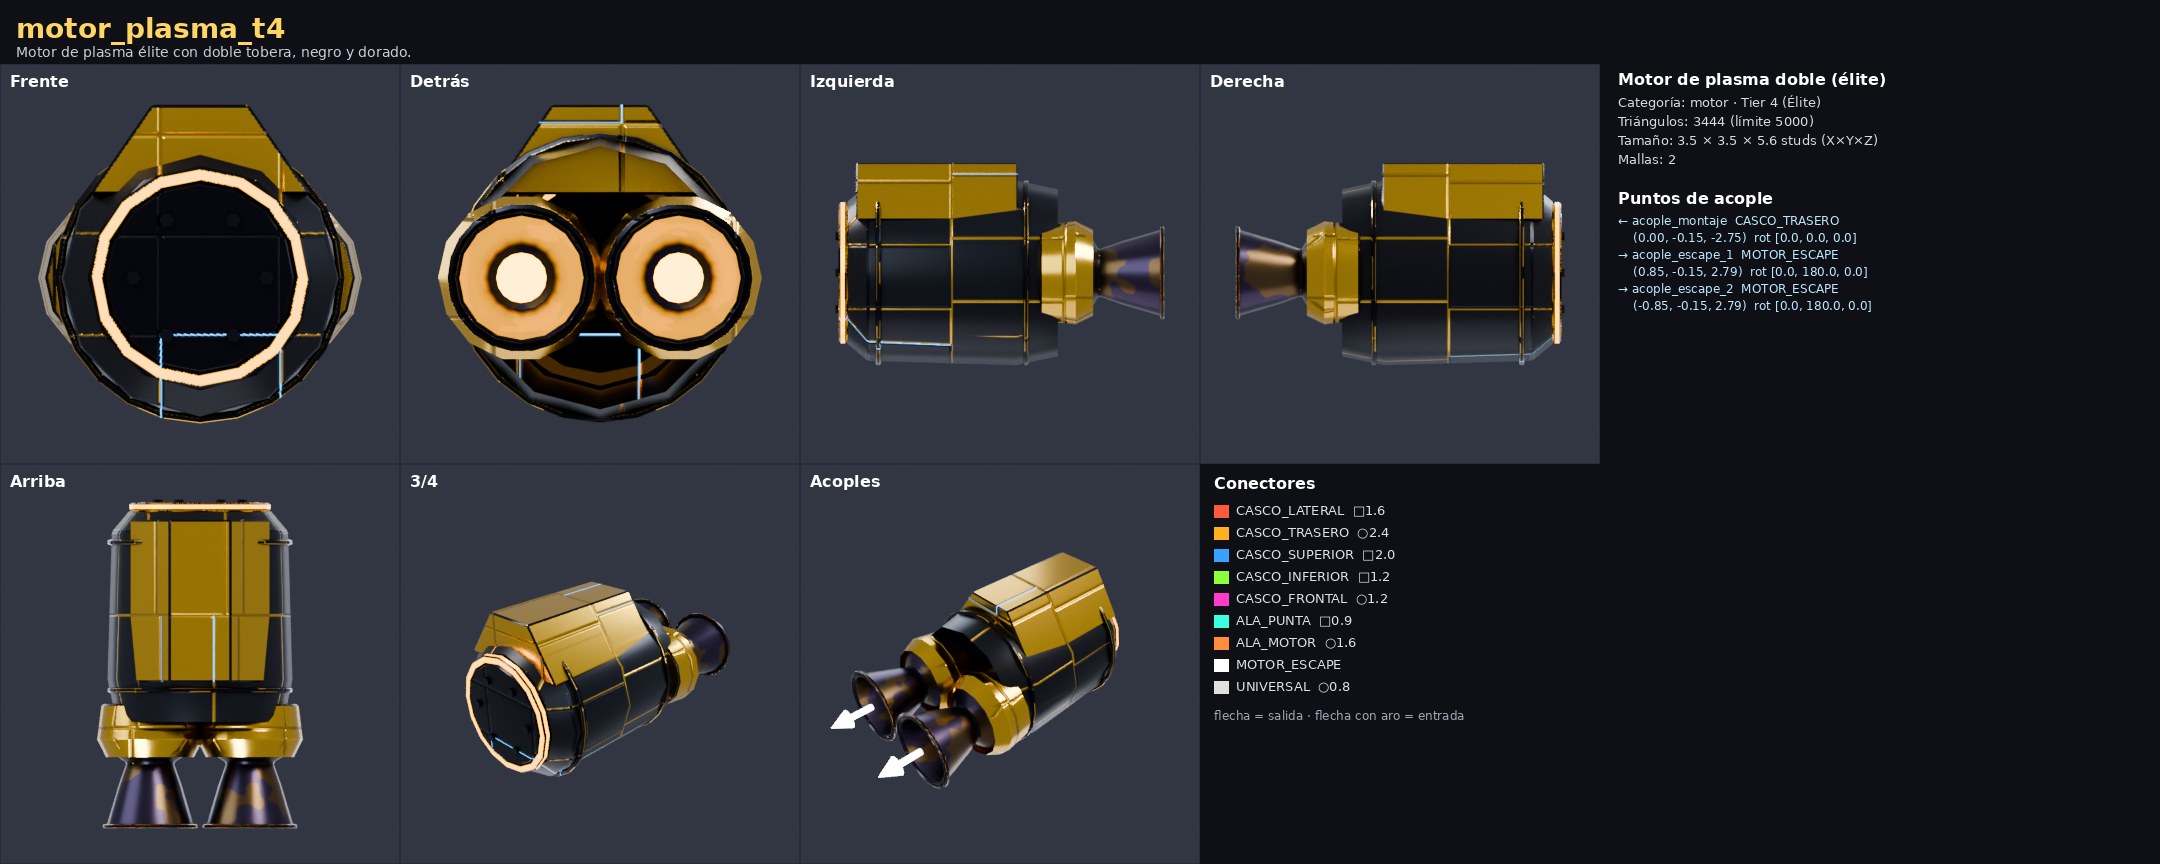 motor_plasma_t4
Motor de plasma élite con doble tobera, negro y dorado.
Frente
Detrás
Izquierda
Derecha
Motor de plasma doble (élite)
Categoría: motor · Tier 4 (Élite)
Triángulos: 3444 (límite 5000)
Tamaño: 3.5 × 3.5 × 5.6 studs (X×Y×Z)
Mallas: 2
Puntos de acople
← acople_montaje  CASCO_TRASERO
(0.00, -0.15, -2.75)  rot [0.0, 0.0, 0.0]
→ acople_escape_1  MOTOR_ESCAPE
(0.85, -0.15, 2.79)  rot [0.0, 180.0, 0.0]
→ acople_escape_2  MOTOR_ESCAPE
(-0.85, -0.15, 2.79)  rot [0.0, 180.0, 0.0]
Arriba
3/4
Acoples
Conectores
CASCO_LATERAL  □1.6
CASCO_TRASERO  ○2.4
CASCO_SUPERIOR  □2.0
CASCO_INFERIOR  □1.2
CASCO_FRONTAL  ○1.2
ALA_PUNTA  □0.9
ALA_MOTOR  ○1.6
MOTOR_ESCAPE
UNIVERSAL  ○0.8
flecha = salida · flecha con aro = entrada